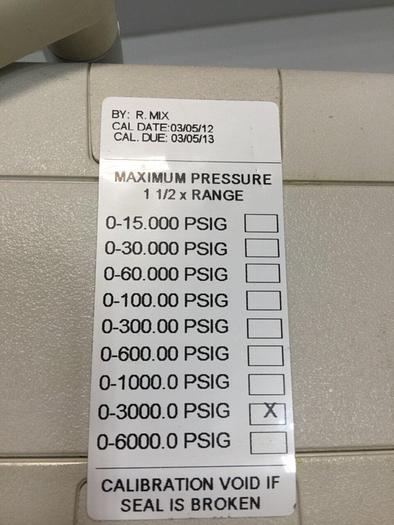 BY: R. MIX
CAL DATE:03/05/12
CAL. DUE: 03/05/13
MAXIMUM PRESSURE
1 1/2 x RANGE
0-15.000 PSIG
0-30.000 PSIG
0-60.000 PSIG
0-100.00 PSIG
0-300.00 PSIG
0-600.00 PSIG
0-1000.0 PSIG
0-3000.0 PSIG X
0-6000.0 PSIG
CALIBRATION VOID IF
SEAL IS BROKEN